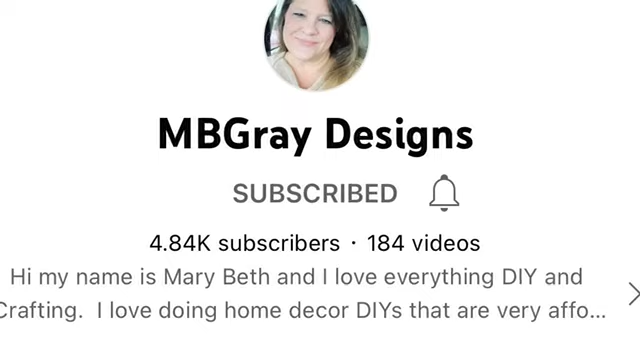 MBGray Designs
SUBSCRIBED
4.84K subscribers · 184 videos
Hi my name is Mary Beth and I love everything DIY and
Crafting. I love doing home decor DIYs that are very affo...